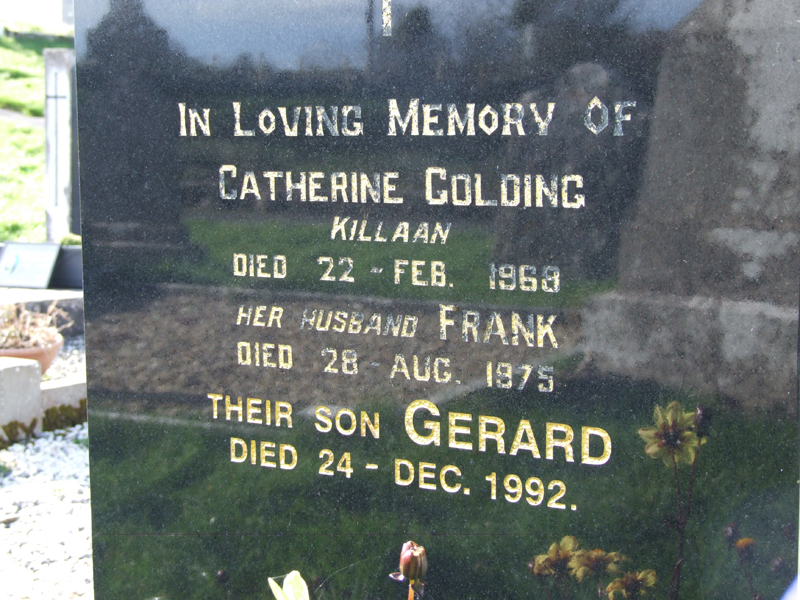 IN LOVING MEMORY OF
CATHERINE GOLDING
KILLAAN
DIED 22 - FEB. 1968
HER HUSBAND FRANK
DIED 28 - AUG. 1975
THEIR SON GERARD
DIED 24 - DEC. 1992.